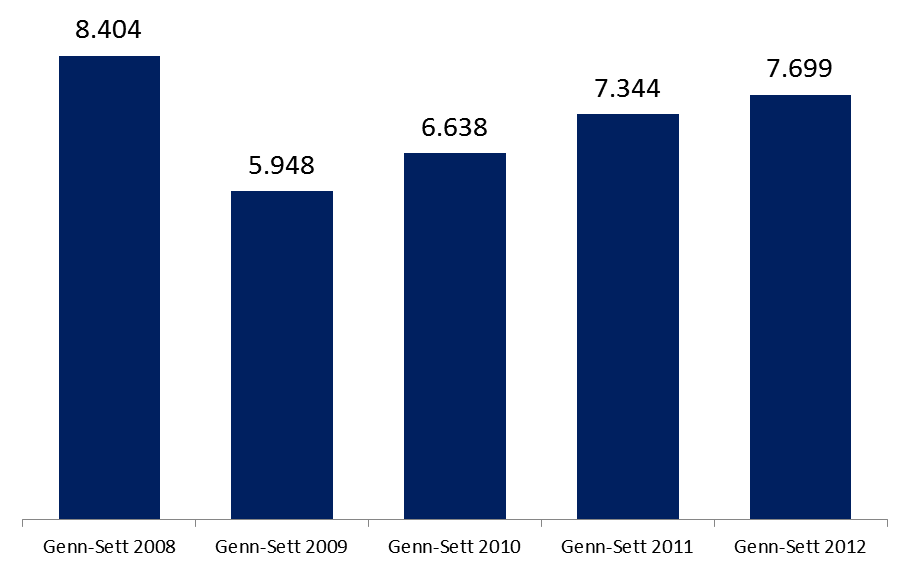 8.404
5.948
6.638
7.344
7.699
Genn-Sett 2008
Genn-Sett 2009
Genn-Sett 2010
Genn-Sett 2011
Genn-Sett 2012